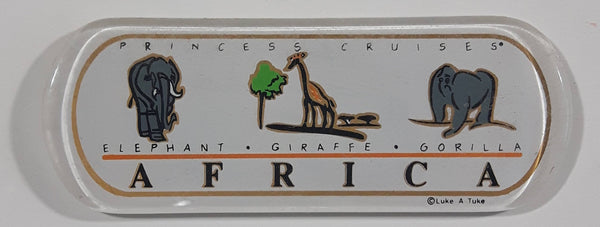 PRINCESS CRUISES®
ELEPHANT • GIRAFFE • GORILLA
AFRICA
©Luke A Tuke